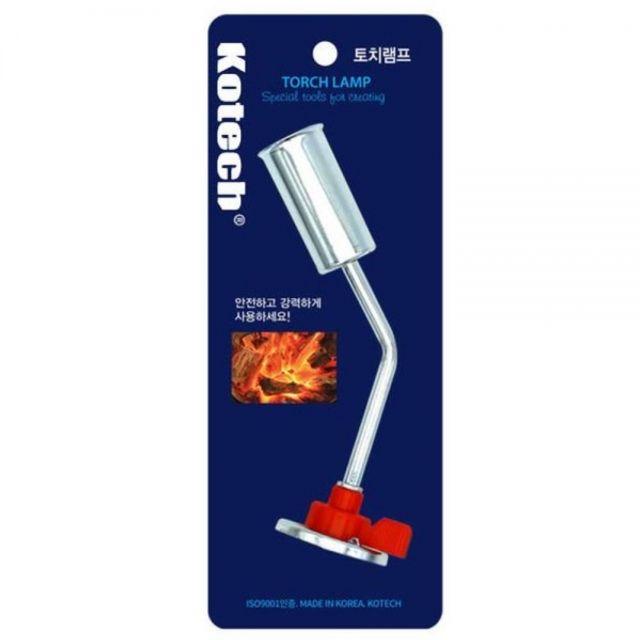 Kotech®
토치램프
TORCH LAMP
Special tools for creating
안전하고 강력하게
사용하세요!
ISO9001인증. MADE IN KOREA. KOTECH